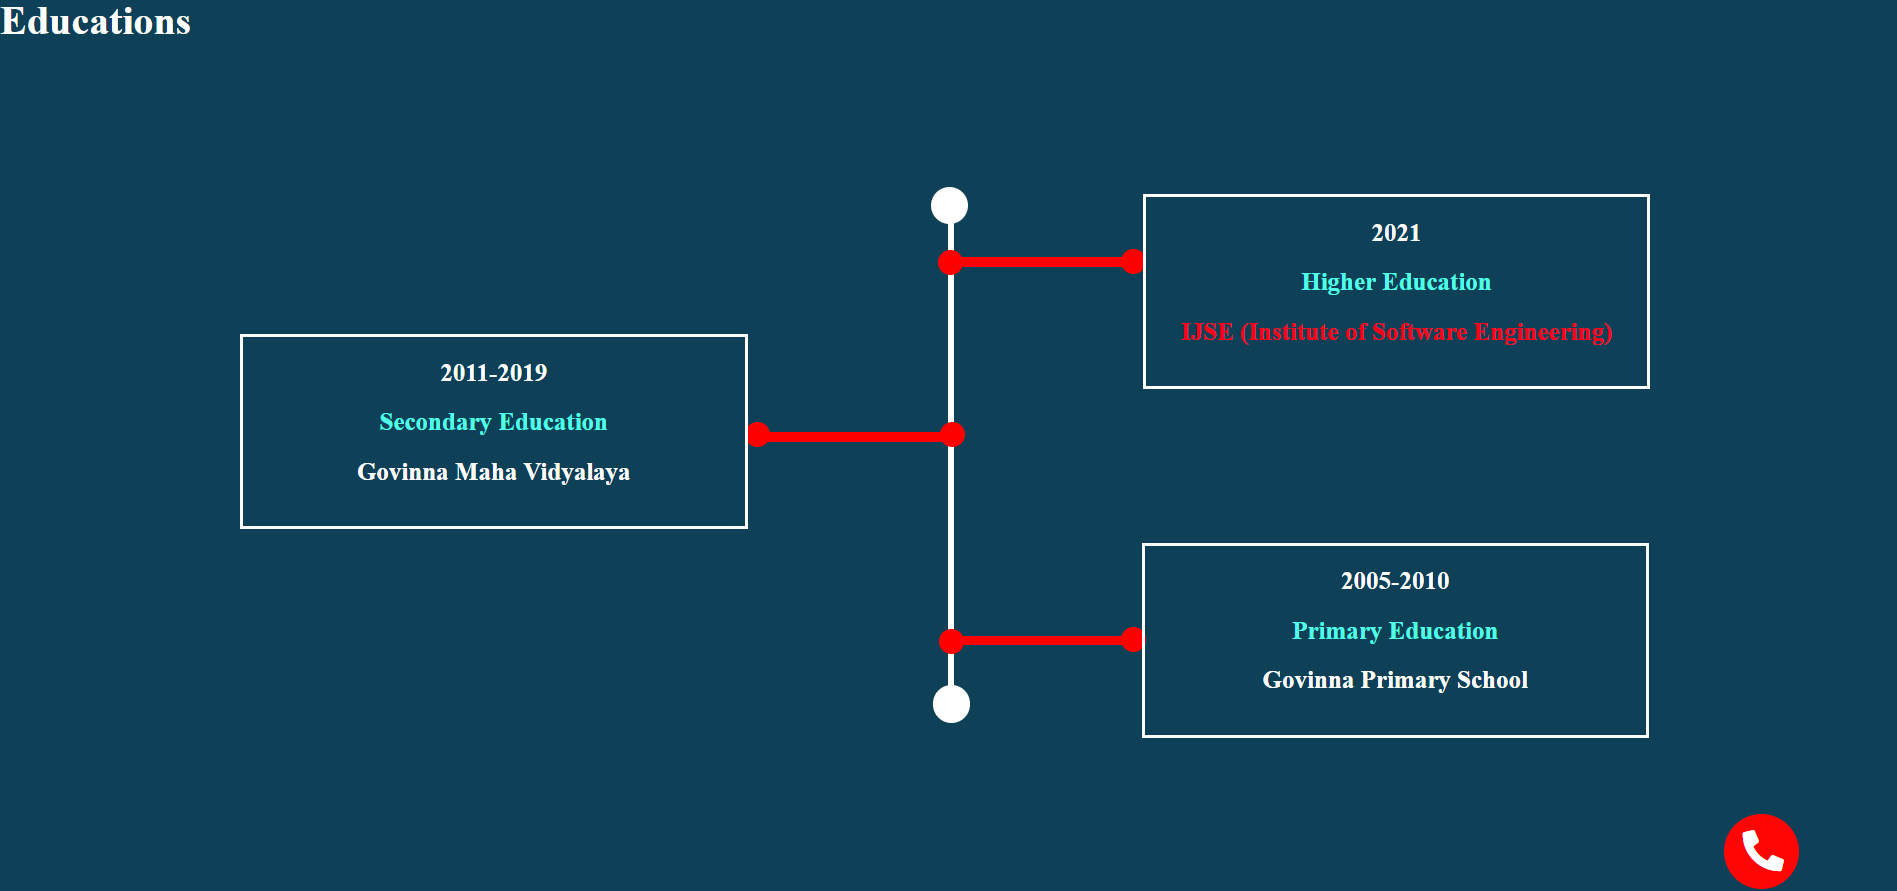 Educations
2021
Higher Education
IJSE (Institute of Software Engineering)
2011-2019
Secondary Education
Govinna Maha Vidyalaya
2005-2010
Primary Education
Govinna Primary School